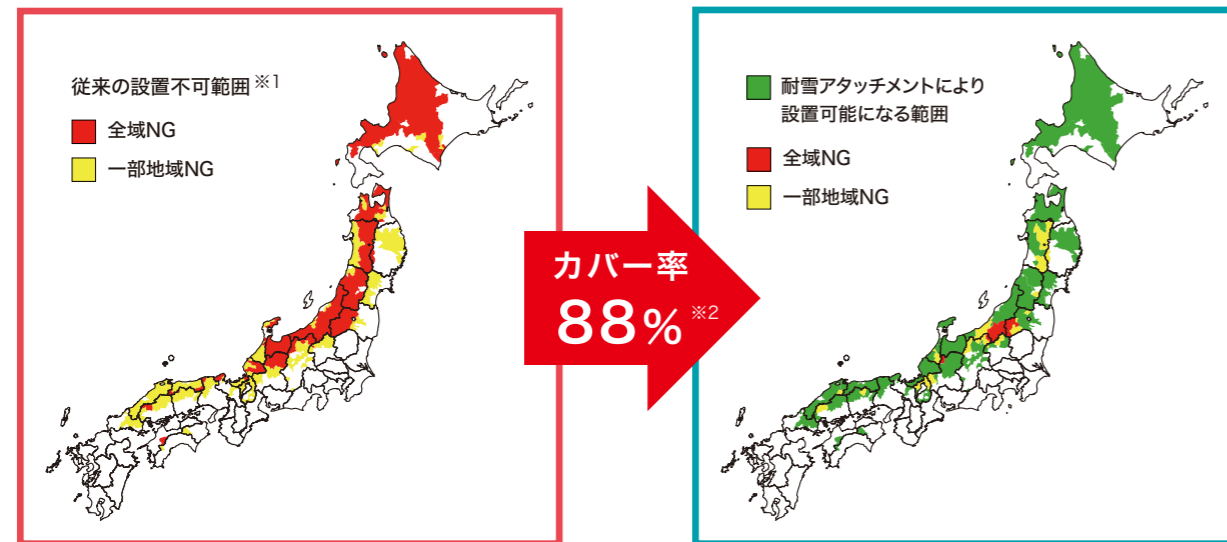 従来の設置不可範囲※1
全域NG
一部地域NG
カバー率
88%※2
耐雪アタッチメントにより
設置可能になる範囲
全域NG
一部地域NG